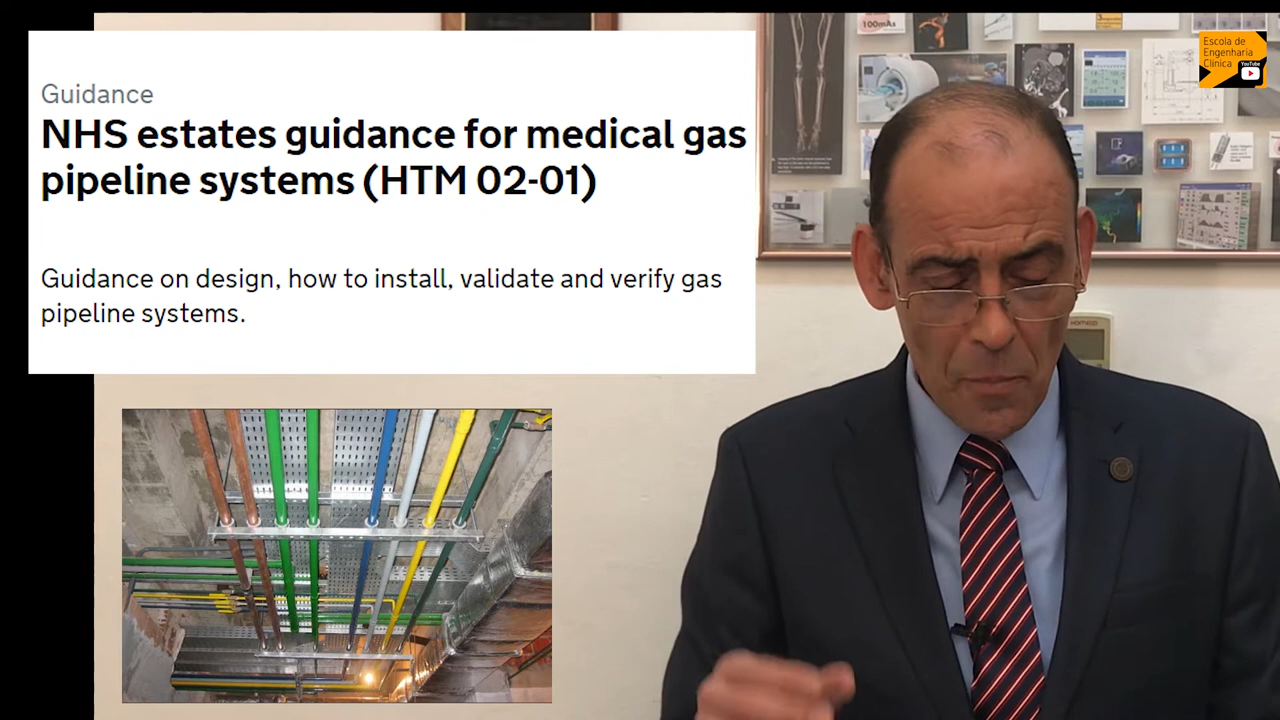 Guidance
NHS estates guidance for medical gas
pipeline systems (HTM 02-01)
Guidance on design, how to install, validate and verify gas
pipeline systems.
100mAs
Escola de
Engenharia
Clínica
YouTube